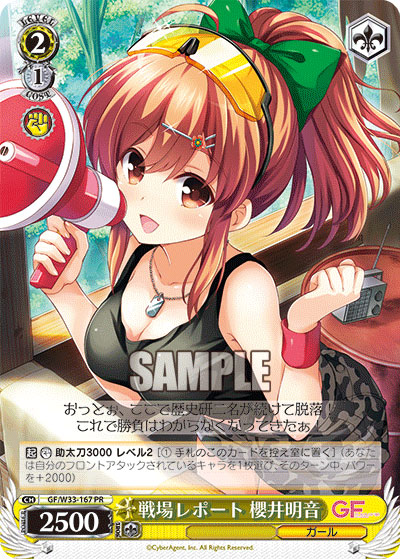 LEVEL
2
1
COST
SAMPLE
おっとぉ、ここで歴史研二名が続けて脱落!
これで勝負はわからなくなってきたぁ!
【起】 助太刀3000 レベル2 [① 手札のこのカードを控え室に置く] (あなた
は自分のフロントアタックされているキャラを1枚選び、そのターン中、パワー
を+2000)
CH GF/W33-167 PR
2500
POWER
戦場レポート 櫻井明音
GF
ガール
©CyberAgent, Inc. All Rights Reserved.